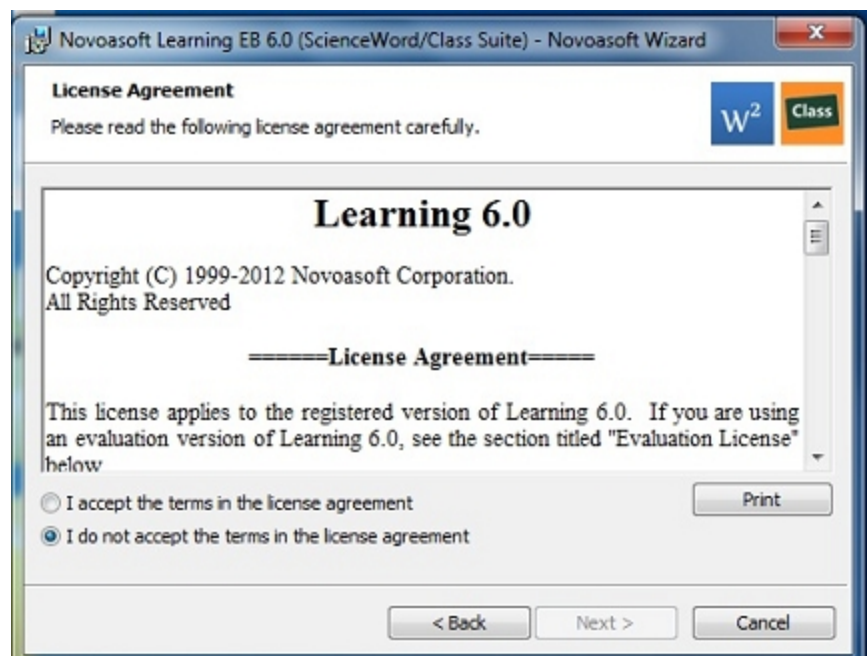 Novoasoft Learning EB 6.0 (ScienceWord/Class Suite) - Novoasoft Wizard
License Agreement
Please read the following license agreement carefully.
W²
Class
Learning 6.0
Copyright (C) 1999-2012 Novoasoft Corporation.
All Rights Reserved
======License Agreement=====
This license applies to the registered version of Learning 6.0. If you are using
an evaluation version of Learning 6.0, see the section titled "Evaluation License"
below
I accept the terms in the license agreement
Print
I do not accept the terms in the license agreement
< Back
Next >
Cancel